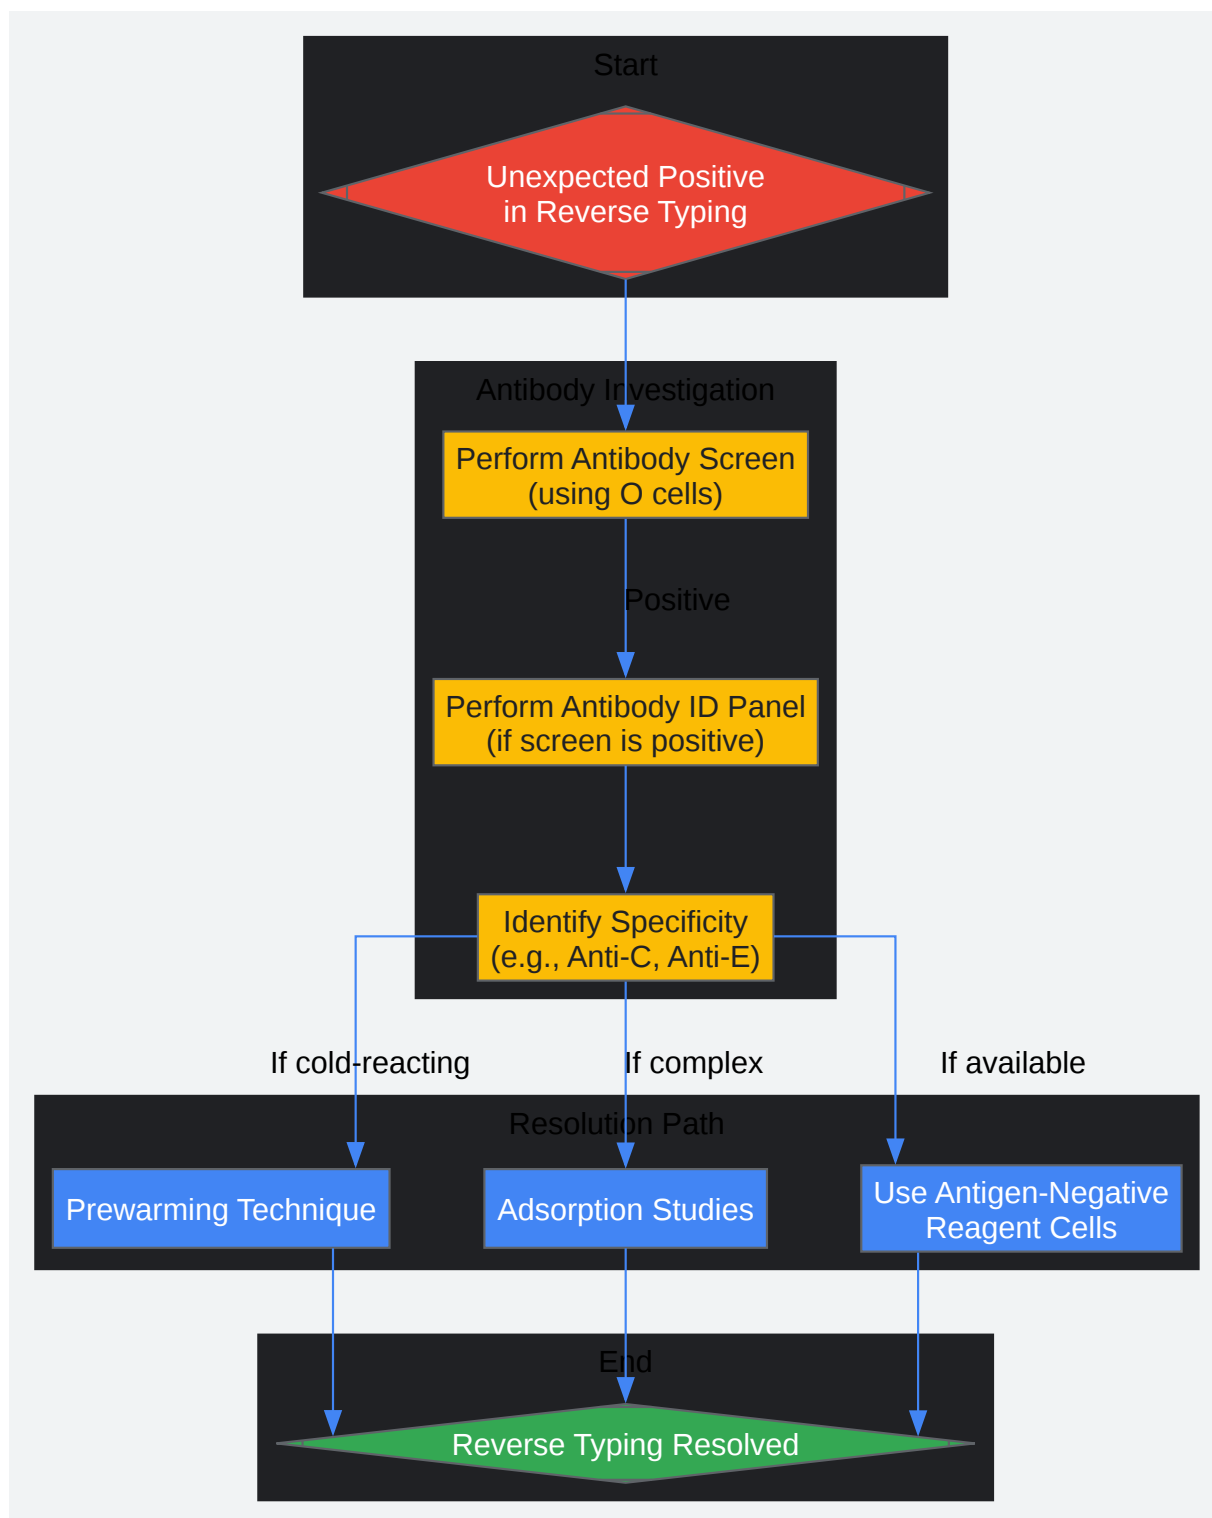 Start
Unexpected Positive
in Reverse Typing
Antibody Investigation
Perform Antibody Screen
(using O cells)
Positive
Perform Antibody ID Panel
(if screen is positive)
Identify Specificity
(e.g., Anti-C, Anti-E)
If cold-reacting
If complex
If available
Resolution Path
Prewarming Technique
Adsorption Studies
Use Antigen-Negative
Reagent Cells
End
Reverse Typing Resolved